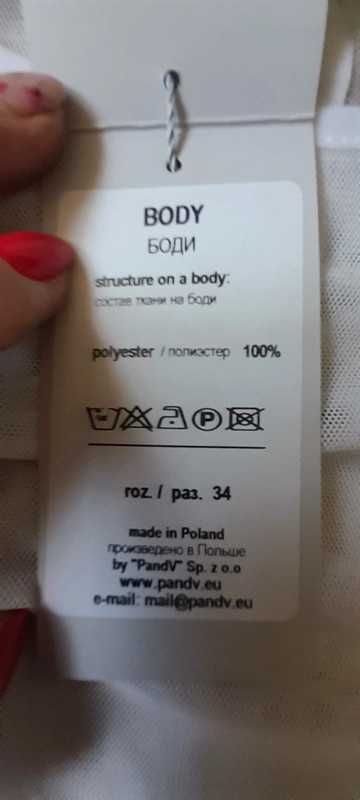 BODY
БОДИ
structure on a body:
состав ткани на боди
polyester / полиэстер 100%
P
roz. / раз. 34
made in Poland
произведено в Польше
by "PandV" Sp. z o.o
www.pandv.eu
e-mail: mail@pandv.eu